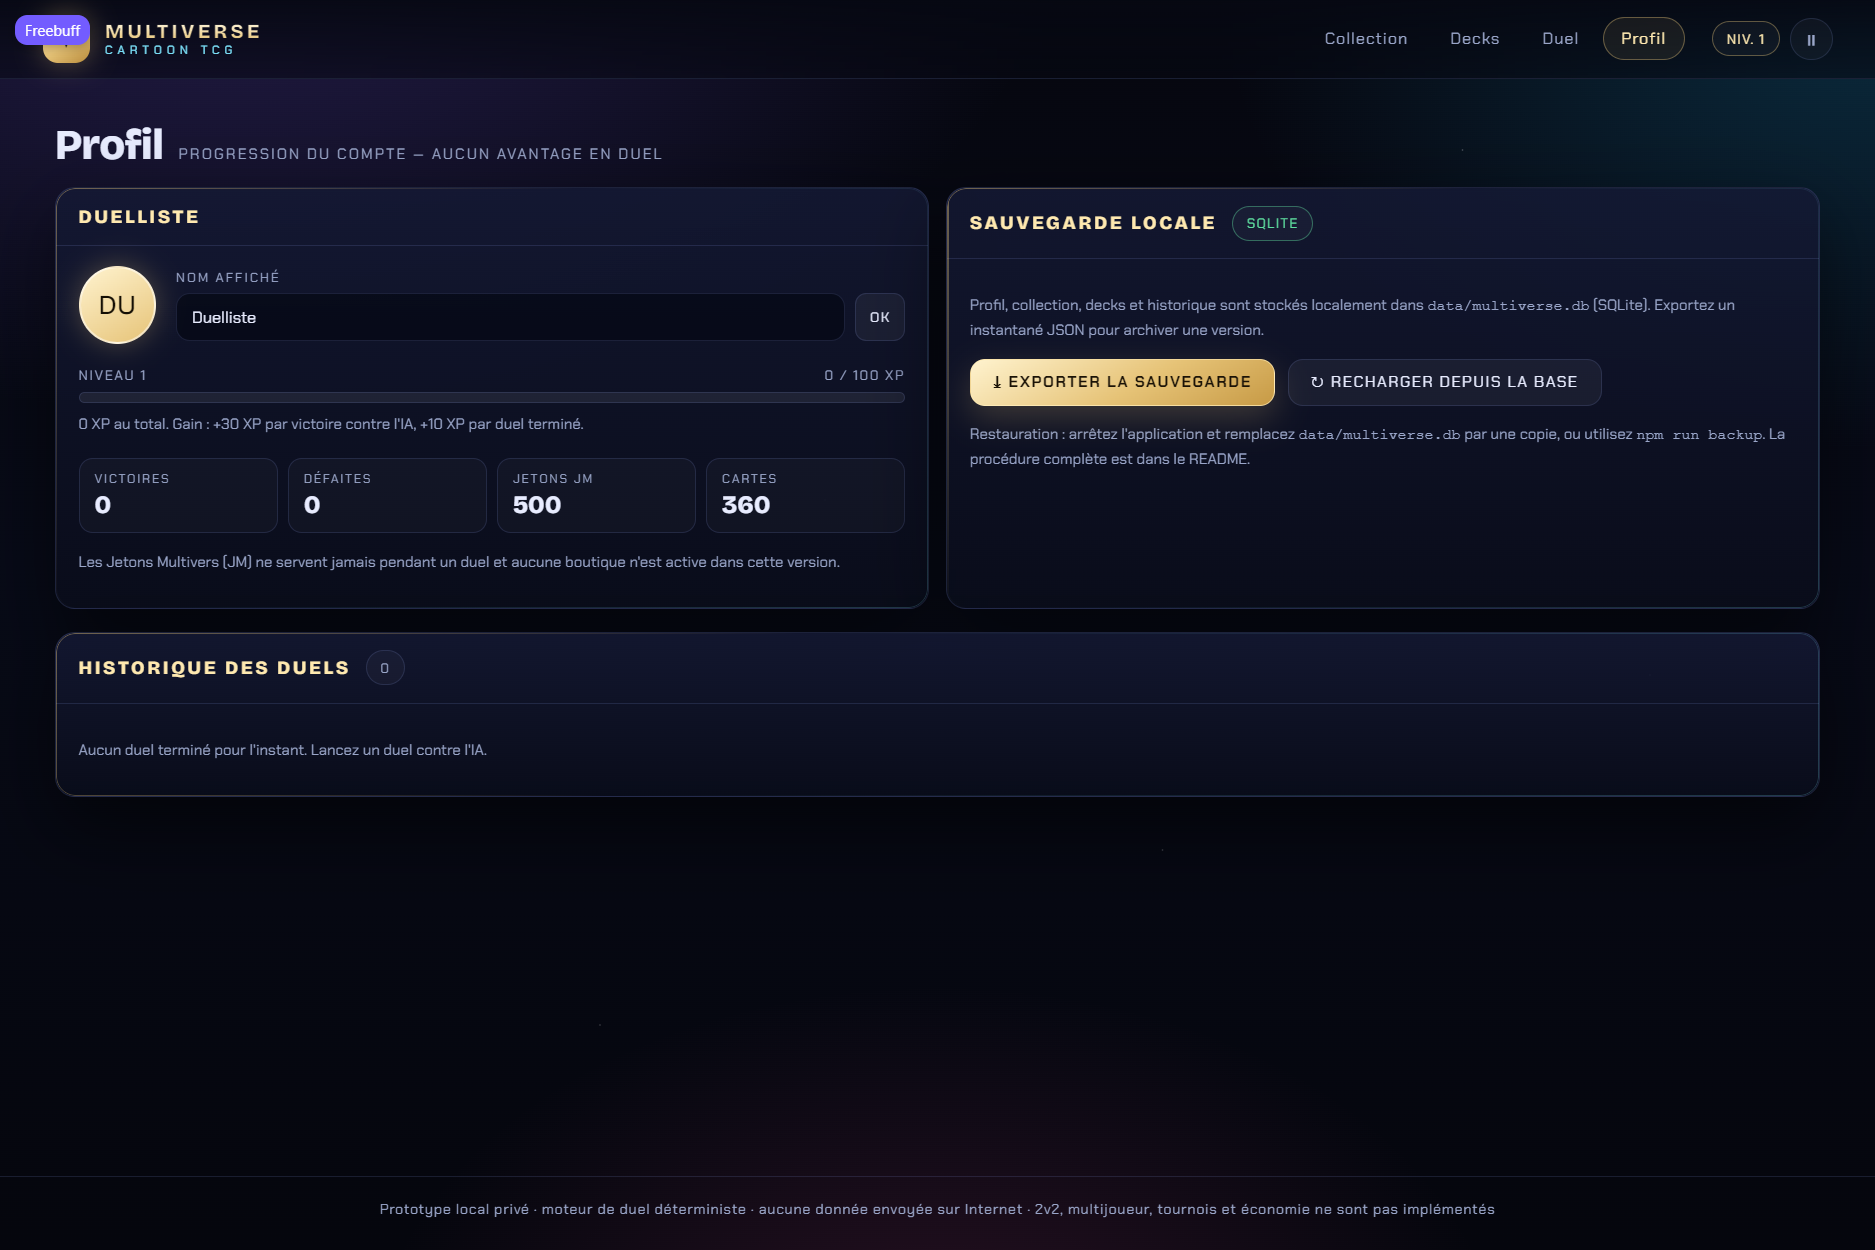 Freebuff
MULTIVERSE
CARTOON TCG
Collection
Decks
Duel
Profil
NIV. 1
Profil
PROGRESSION DU COMPTE — AUCUN AVANTAGE EN DUEL
DUELLISTE
DU
NOM AFFICHÉ
Duelliste
OK
NIVEAU 1
0 / 100 XP
0 XP au total. Gain : +30 XP par victoire contre l'IA, +10 XP par duel terminé.
VICTOIRES
0
DÉFAITES
0
JETONS JM
500
CARTES
360
Les Jetons Multivers (JM) ne servent jamais pendant un duel et aucune boutique n'est active dans cette version.
SAUVEGARDE LOCALE
SQLITE
Profil, collection, decks et historique sont stockés localement dans data/multiverse.db (SQLite). Exportez un
instantané JSON pour archiver une version.
⤓ EXPORTER LA SAUVEGARDE
↻ RECHARGER DEPUIS LA BASE
Restauration : arrêtez l'application et remplacez data/multiverse.db par une copie, ou utilisez npm run backup. La
procédure complète est dans le README.
HISTORIQUE DES DUELS
0
Aucun duel terminé pour l'instant. Lancez un duel contre l'IA.
Prototype local privé · moteur de duel déterministe · aucune donnée envoyée sur Internet · 2v2, multijoueur, tournois et économie ne sont pas implémentés